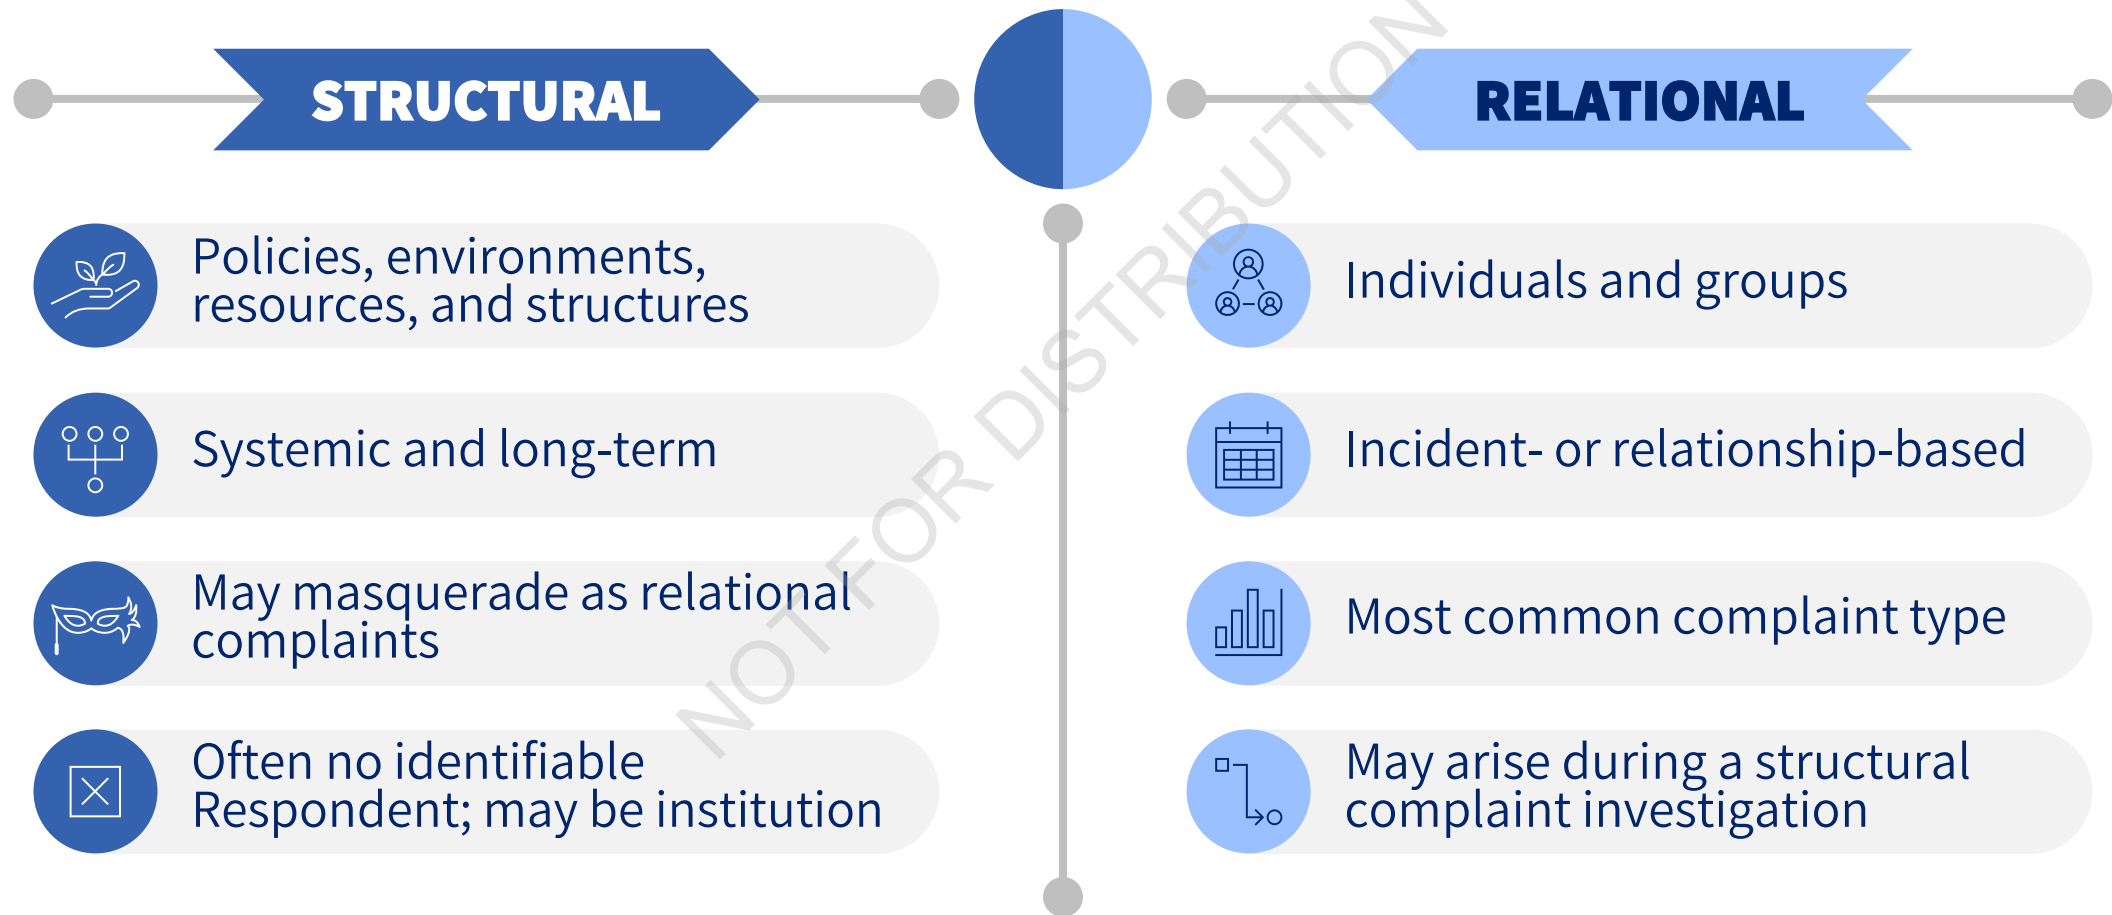 STRUCTURAL
Policies, environments,
resources, and structures
Systemic and long-term
May masquerade as relational
complaints
Often no identifiable
Respondent; may be institution
RELATIONAL
Individuals and groups
Incident- or relationship-based
Most common complaint type
May arise during a structural
complaint investigation
NOT FOR DISTRIBUTION